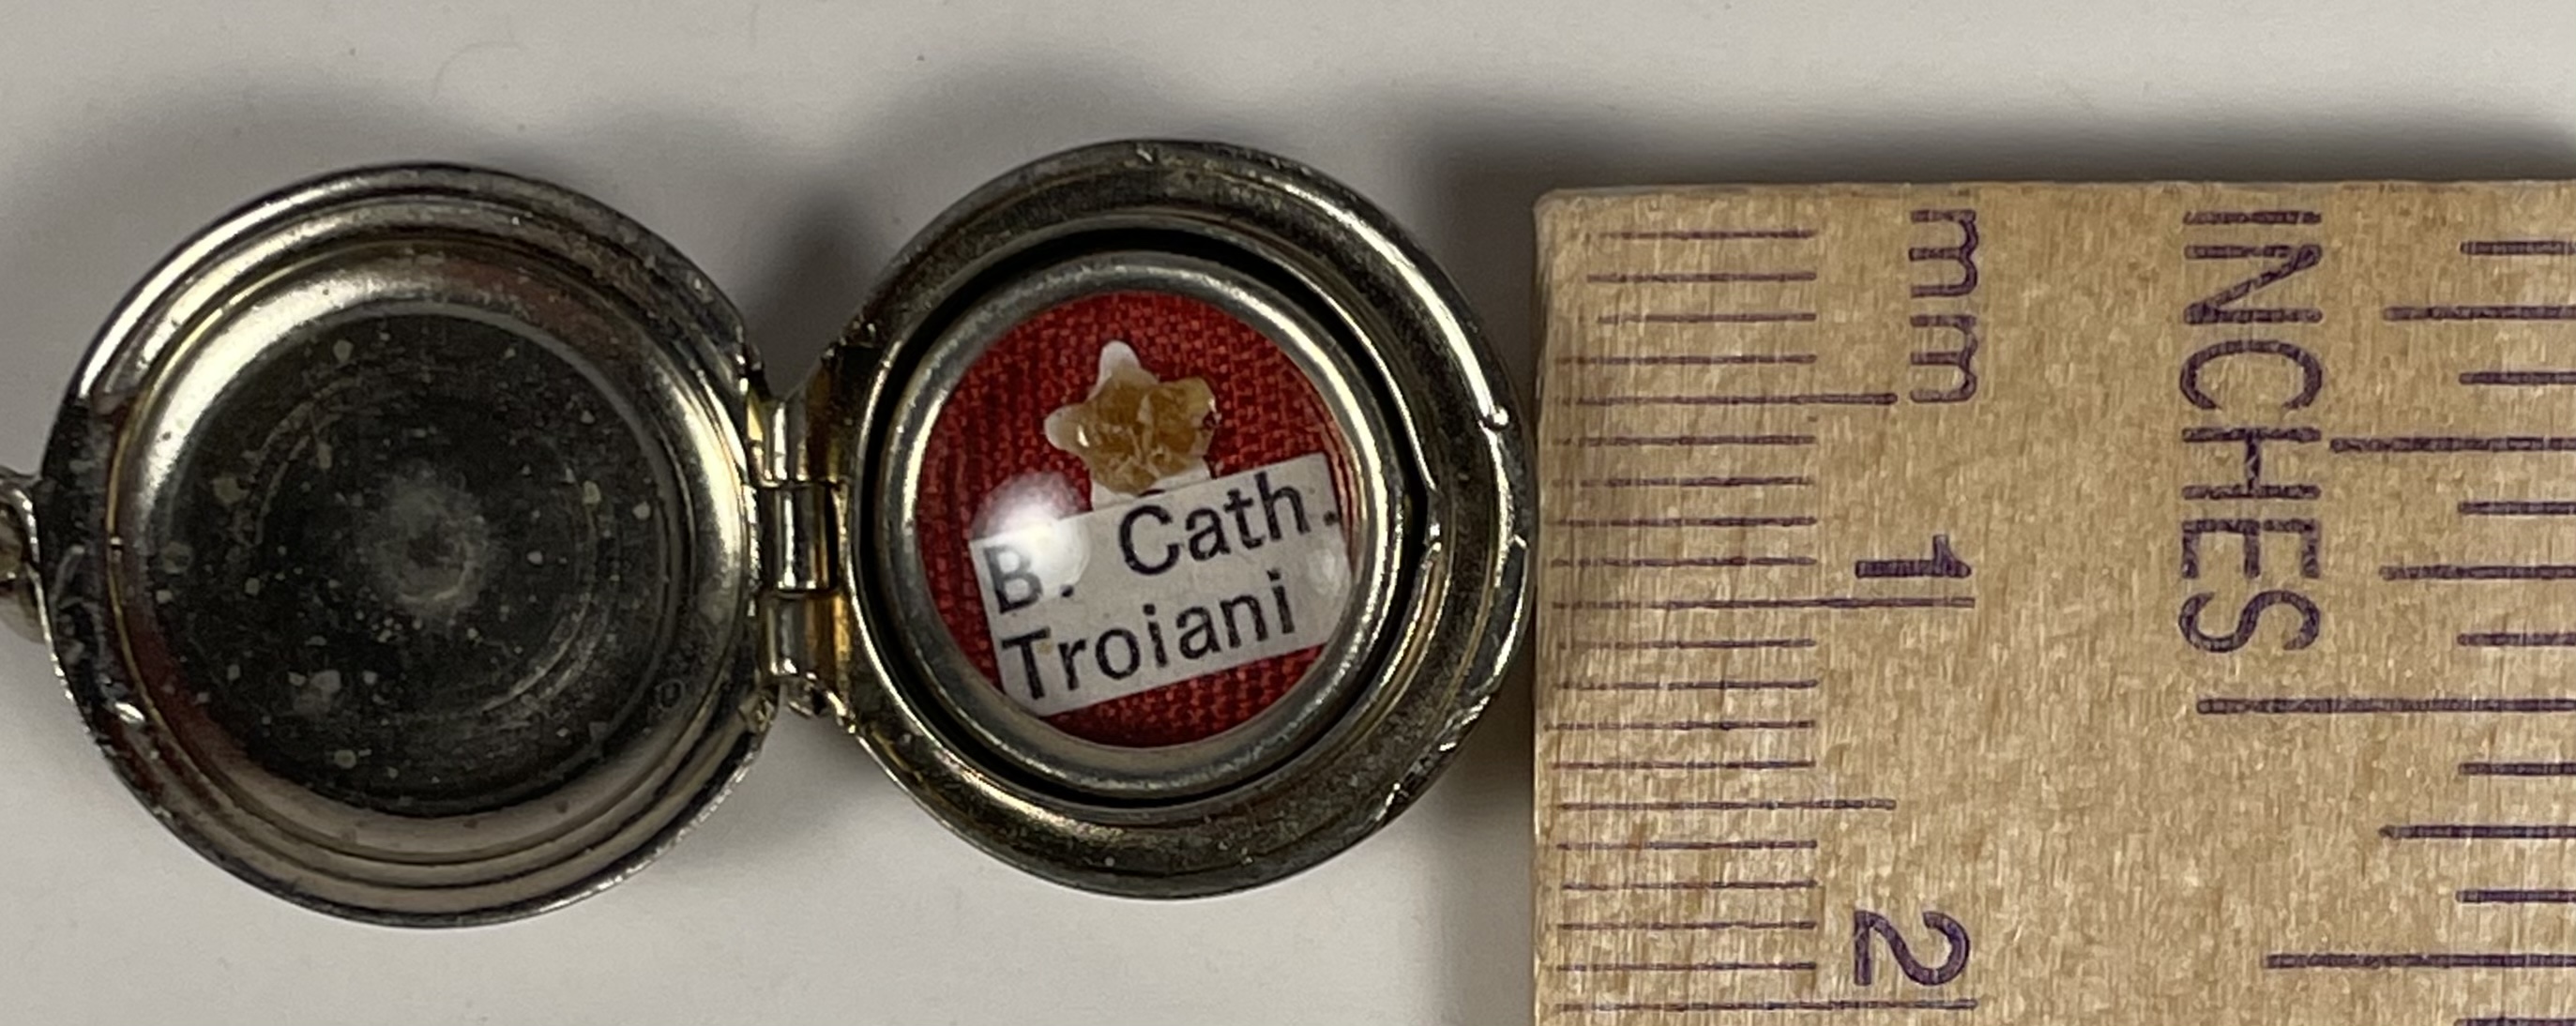 B. Cath.
Troiani
mm
1
2
INCHES